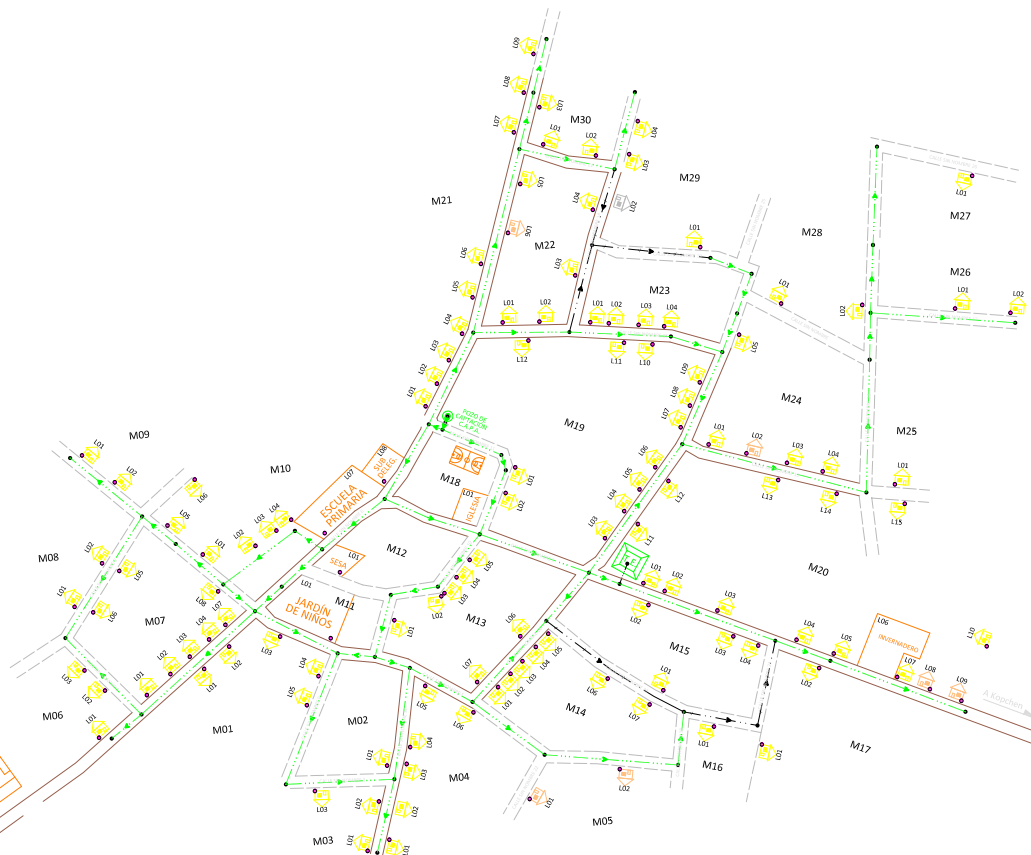 L09
L08
L03
L07
M30
L01
L02
L04
L03
M29
L05
L04
L02
M21
L06
M22
L06
L03
L05
L01
L02
L04
L12
L03
L02
L01
L01
M28
M23
L01
L02
L03
L04
L11
L10
L05
L01
L01
M27
M26
L01
L02
L02
L09
L08
L07
M24
M19
POZO DE
CAPTACIÓN
C.A.P.A.
M09
L01
L02
M10
L06
L05
L07
L08
ESCUELA
PRIMARIA
SUB
DELEG.
M18
L01
IGLESIA
L01
L02
L06
L05
L04
L03
L01
L02
L03
L04
L12
L13
L14
M25
L01
L15
L11
M08
L02
L01
L05
L06
M07
L04
L03
L02
L01
L08
L07
L04
L03
L02
L01
M12
SESA
L01
L01
M11
JARDÍN
DE NIÑOS
L05
L04
L03
L02
M13
L01
L01
L02
L03
M20
L02
L03
L04
L04
L05
L02
L06
INVERNADERO
L07
L08
L09
L10
A Kopchen
M06
L02
L02
L01
M01
L02
L01
L03
L05
M02
L01
L03
L02
M03
L01
L04
L03
L02
L01
M04
L05
L06
L07
L06
L05
L04
L03
L02
L01
M14
L06
L07
M15
L01
L01
M16
L01
M17
L01
L02
M05